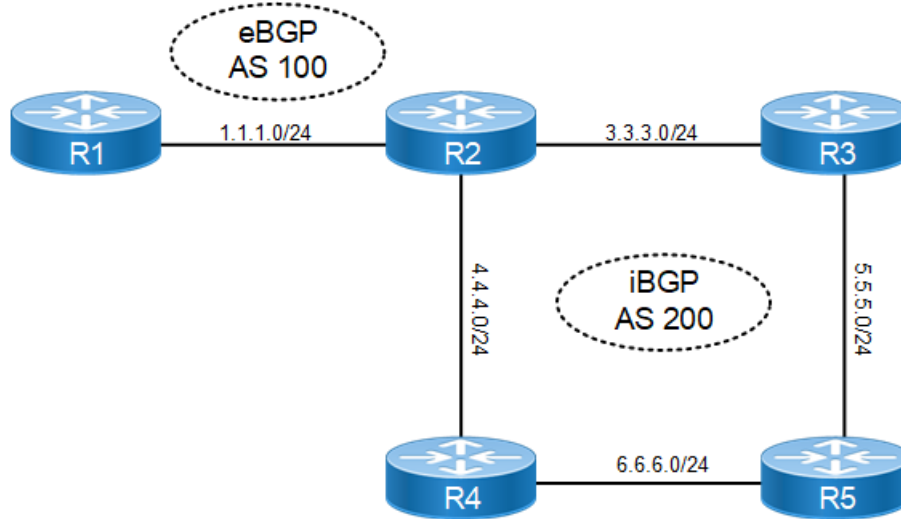 eBGP
AS 100
R1
1.1.1.0/24
R2
3.3.3.0/24
R3
4.4.4.0/24
iBGP
AS 200
5.5.5.0/24
R4
6.6.6.0/24
R5